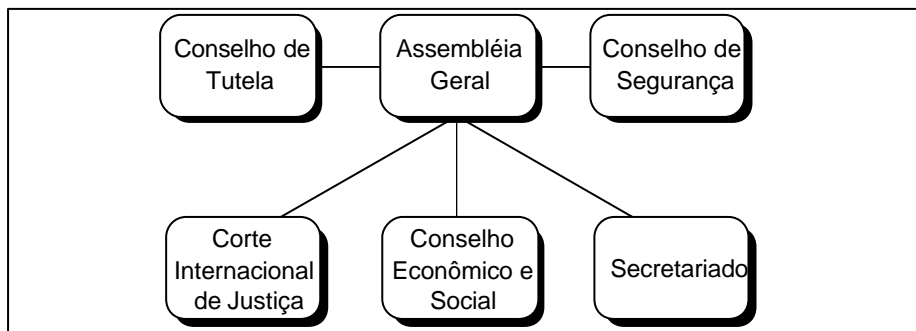 Conselho de
Tutela
Assembléia
Geral
Conselho de
Segurança
Corte
Internacional
de Justiça
Conselho
Econômico e
Social
Secretariado